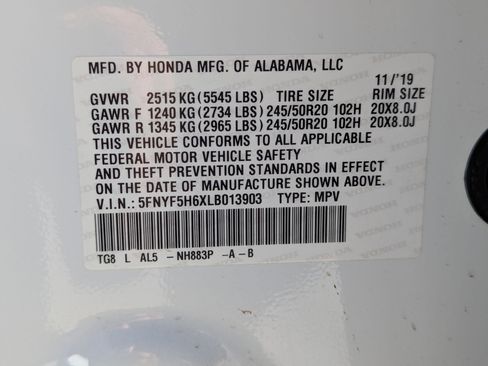 MFD. BY HONDA MFG. OF ALABAMA, LLC
11/'19
GVWR 2515 KG (5545 LBS) TIRE SIZE RIM SIZE
GAWR F 1240 KG (2734 LBS) 245/50R20 102H 20X8.0J
GAWR R 1345 KG (2965 LBS) 245/50R20 102H 20X8.0J
THIS VEHICLE CONFORMS TO ALL APPLICABLE
FEDERAL MOTOR VEHICLE SAFETY
AND THEFT PREVENTION STANDARDS IN EFFECT
ON THE DATE OF MANUFACTURE SHOWN ABOVE.
V.I.N.: 5FNYF5H6XLB013903 TYPE: MPV
TG8 L AL5 -NH883P -A-B